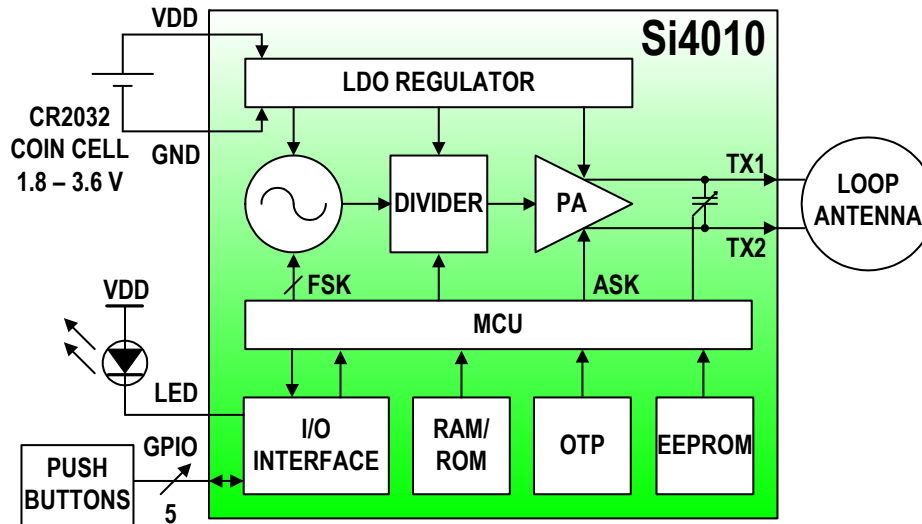 VDD
Si4010
LDO REGULATOR
CR2032
COIN CELL
1.8 – 3.6 V
GND
DIVIDER
PA
TX1
TX2
LOOP
ANTENNA
FSK
ASK
MCU
VDD
LED
I/O
INTERFACE
RAM/
ROM
OTP
EEPROM
GPIO
5
PUSH
BUTTONS